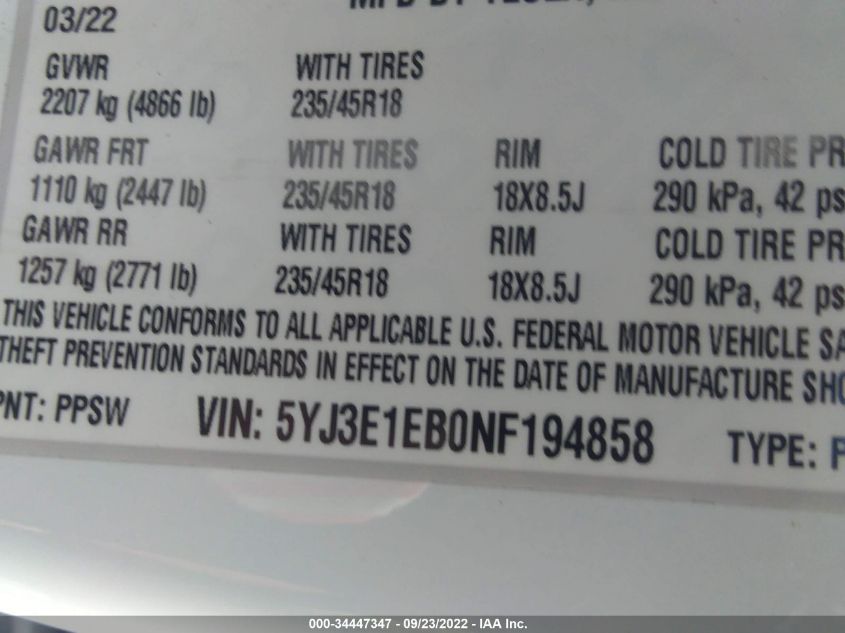 03/22
GVWR WITH TIRES
2207 kg (4866 lb) 235/45R18
GAWR FRT WITH TIRES RIM COLD TIRE PR
1110 kg (2447 lb) 235/45R18 18X8.5J 290 kPa, 42 ps
GAWR RR WITH TIRES RIM COLD TIRE PR
1257 kg (2771 lb) 235/45R18 18X8.5J 290 kPa, 42 ps
THIS VEHICLE CONFORMS TO ALL APPLICABLE U.S. FEDERAL MOTOR VEHICLE SA
THEFT PREVENTION STANDARDS IN EFFECT ON THE DATE OF MANUFACTURE SHO
PNT: PPSW VIN: 5YJ3E1EB0NF194858 TYPE: P
000-34447347 - 09/23/2022 - IAA Inc.